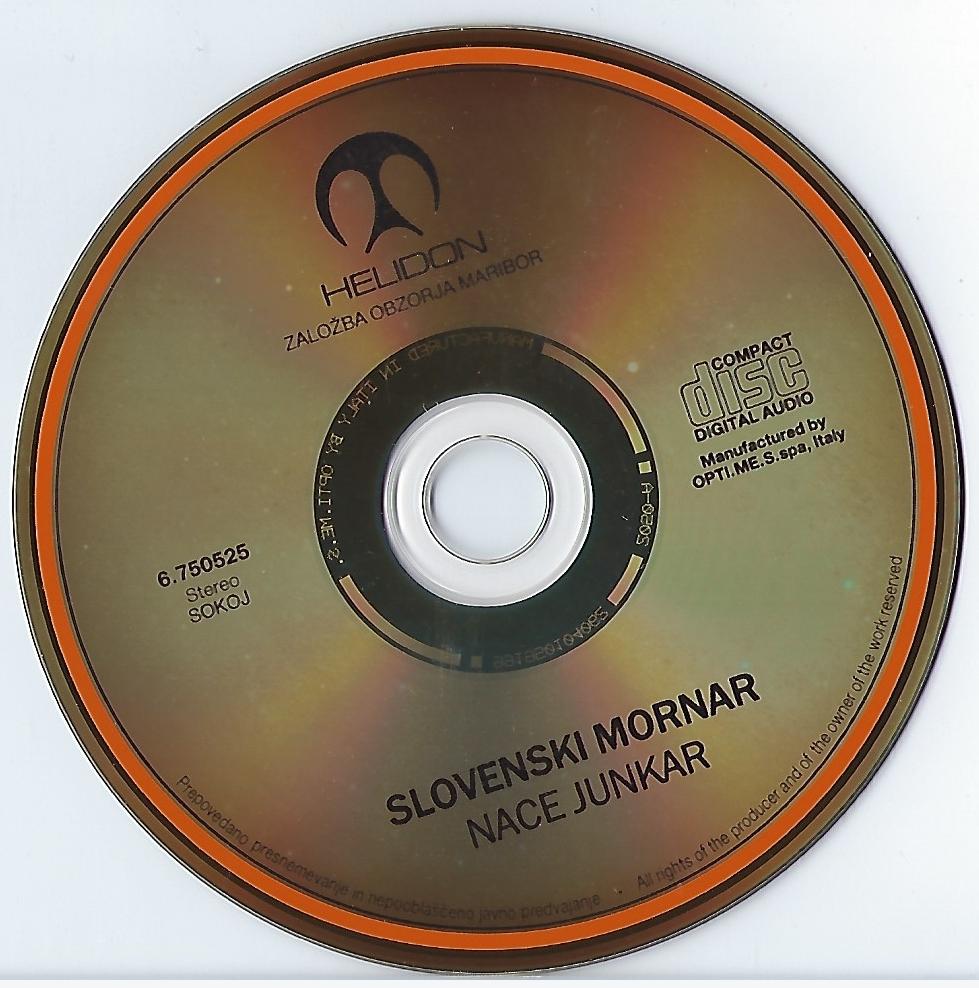 HELIDON
ZALOŽBA OBZORJA MARIBOR
COMPACT
disc
DIGITAL AUDIO
Manufactured by
OPTI.ME.S.spa, Italy
MANUFACTURED IN ITALY BY OPTI.ME.S.
A-0502
6.750525
Stereo
SOKOJ
SLOVENSKI MORNAR
NACE JUNKAR
Prepovedano presnemevanje in nepooblaščeno javno predvajanje · All rights of the producer and of the owner of the work reserved